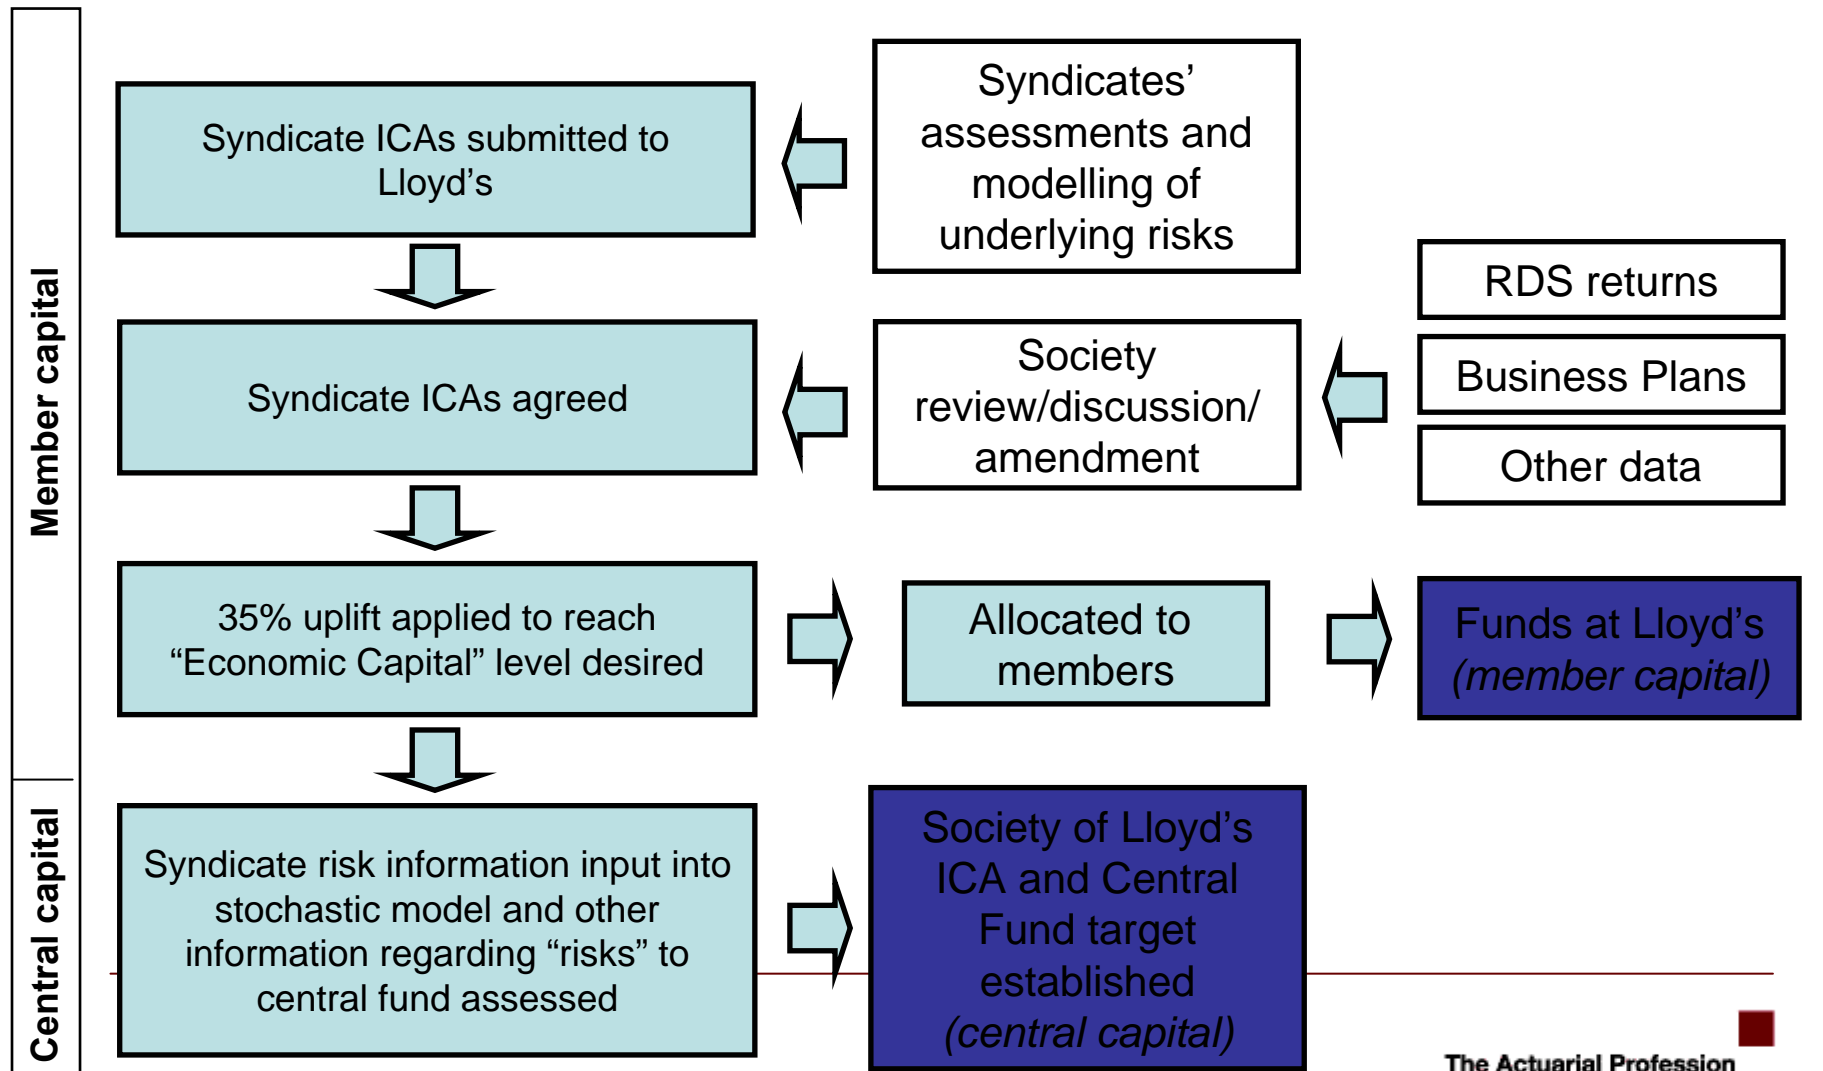 Member capital
Central capital
Syndicate ICAs submitted to
Lloyd’s
Syndicates’
assessments and
modelling of
underlying risks
Syndicate ICAs agreed
Society
review/discussion/
amendment
RDS returns
Business Plans
Other data
35% uplift applied to reach
“Economic Capital” level desired
Allocated to
members
Funds at Lloyd’s
(member capital)
Syndicate risk information input into
stochastic model and other
information regarding “risks” to
central fund assessed
Society of Lloyd’s
ICA and Central
Fund target
established
(central capital)
The Actuarial Profession